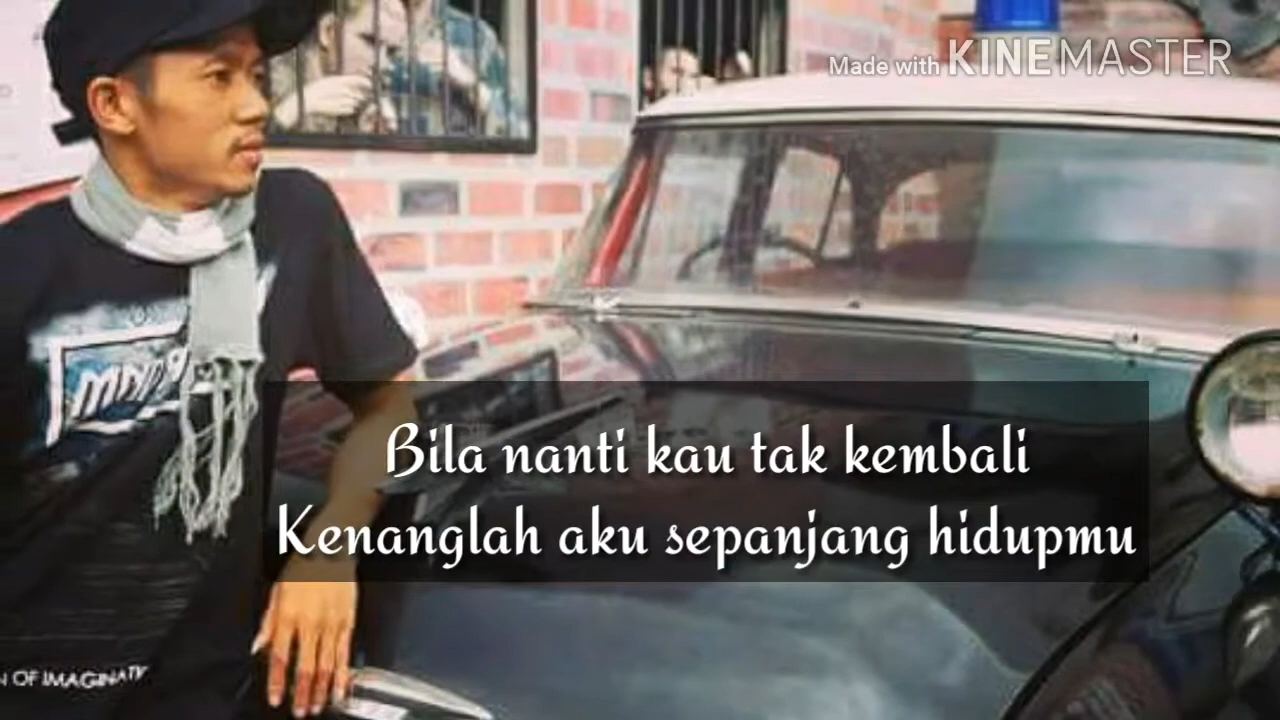 Made with KINEMASTER
Bila nanti kau tak kembali
Kenanglah aku sepanjang hidupmu
N OF IMAGINATI